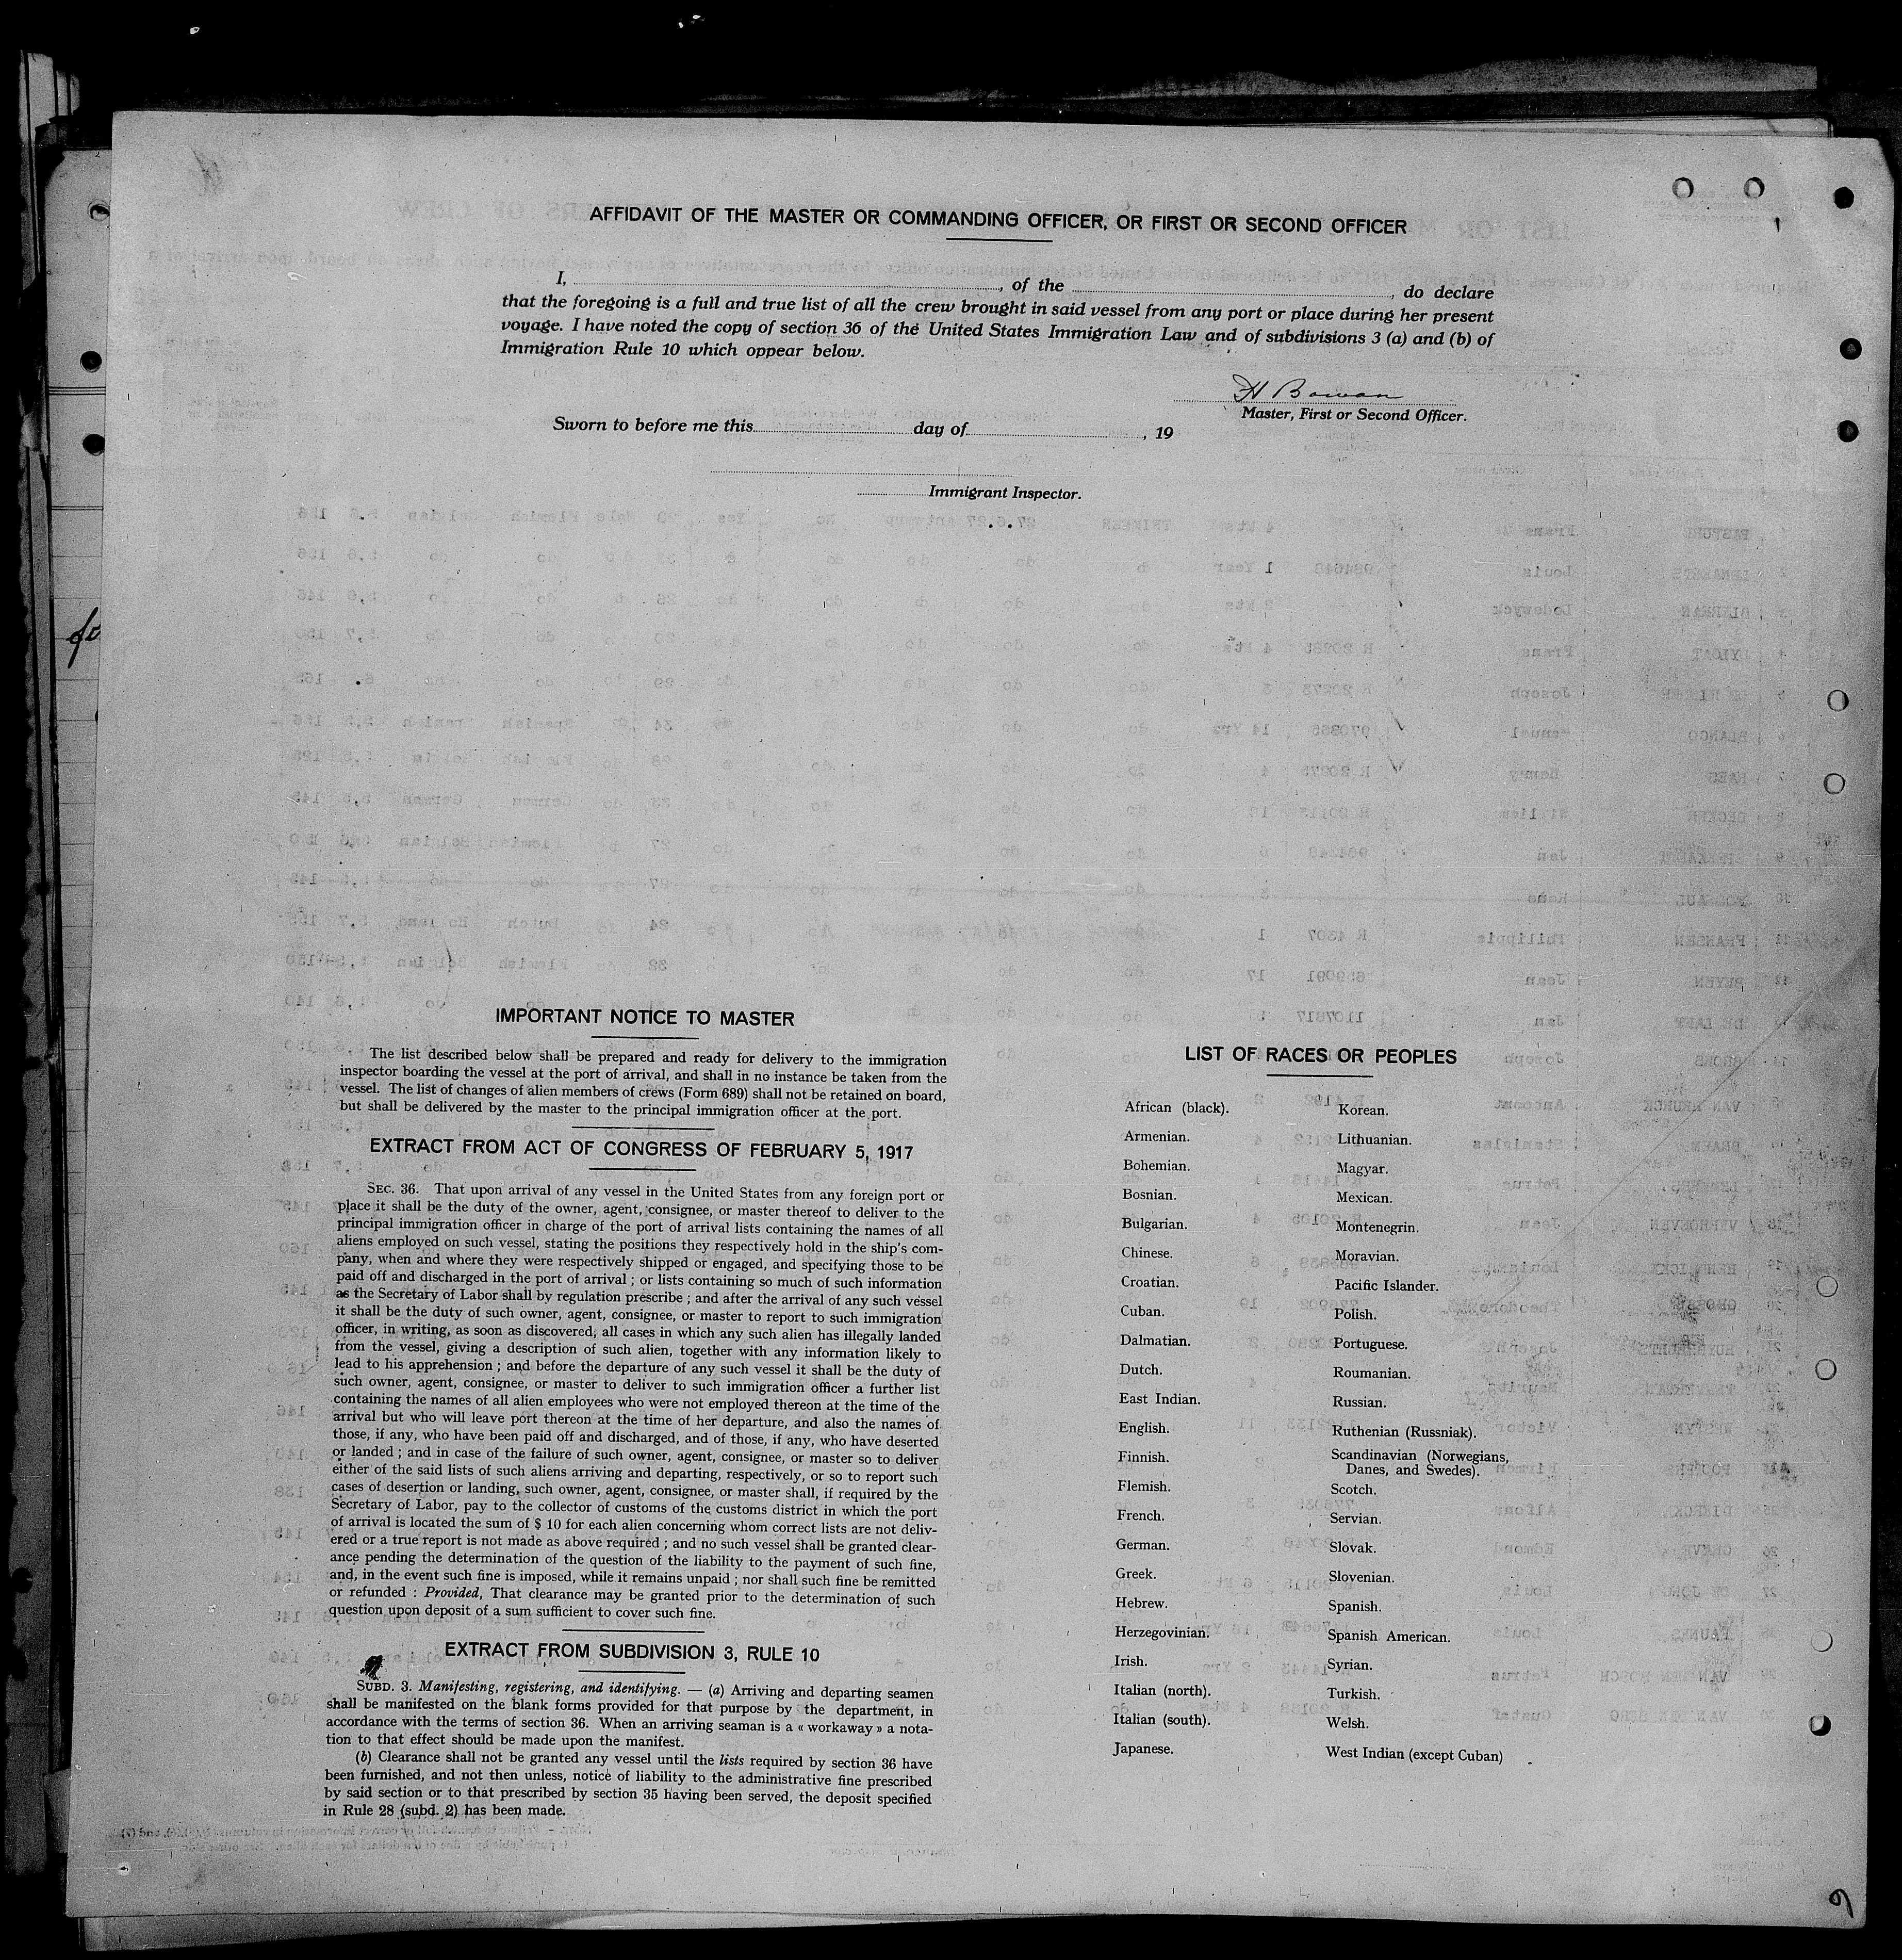 AFFIDAVIT OF THE MASTER OR COMMANDING OFFICER, OR FIRST OR SECOND OFFICER
I, , of the , do declare
that the foregoing is a full and true list of all the crew brought in said vessel from any port or place during her present
voyage. I have noted the copy of section 36 of the United States Immigration Law and of subdivisions 3 (a) and (b) of
Immigration Rule 10 which oppear below.
H Bowan
Master, First or Second Officer.
Sworn to before me this day of , 19
Immigrant Inspector.
IMPORTANT NOTICE TO MASTER
The list described below shall be prepared and ready for delivery to the immigration
inspector boarding the vessel at the port of arrival, and shall in no instance be taken from the
vessel. The list of changes of alien members of crews (Form 689) shall not be retained on board,
but shall be delivered by the master to the principal immigration officer at the port.
EXTRACT FROM ACT OF CONGRESS OF FEBRUARY 5, 1917
SEC. 36. That upon arrival of any vessel in the United States from any foreign port or
place it shall be the duty of the owner, agent, consignee, or master thereof to deliver to the
principal immigration officer in charge of the port of arrival lists containing the names of all
aliens employed on such vessel, stating the positions they respectively hold in the ship's com-
pany, when and where they were respectively shipped or engaged, and specifying those to be
paid off and discharged in the port of arrival ; or lists containing so much of such information
as the Secretary of Labor shall by regulation prescribe ; and after the arrival of any such vessel
it shall be the duty of such owner, agent, consignee, or master to report to such immigration
officer, in writing, as soon as discovered, all cases in which any such alien has illegally landed
from the vessel, giving a description of such alien, together with any information likely to
lead to his apprehension ; and before the departure of any such vessel it shall be the duty of
such owner, agent, consignee, or master to deliver to such immigration officer a further list
containing the names of all alien employees who were not employed thereon at the time of the
arrival but who will leave port thereon at the time of her departure, and also the names of
those, if any, who have been paid off and discharged, and of those, if any, who have deserted
or landed ; and in case of the failure of such owner, agent, consignee, or master so to deliver
either of the said lists of such aliens arriving and departing, respectively, or so to report such
cases of desertion or landing, such owner, agent, consignee, or master shall, if required by the
Secretary of Labor, pay to the collector of customs of the customs district in which the port
of arrival is located the sum of $ 10 for each alien concerning whom correct lists are not deliv-
ered or a true report is not made as above required ; and no such vessel shall be granted clear-
ance pending the determination of the question of the liability to the payment of such fine,
and, in the event such fine is imposed, while it remains unpaid ; nor shall such fine be remitted
or refunded : Provided, That clearance may be granted prior to the determination of such
question upon deposit of a sum sufficient to cover such fine.
EXTRACT FROM SUBDIVISION 3, RULE 10
SUBD. 3. Manifesting, registering, and identifying. — (a) Arriving and departing seamen
shall be manifested on the blank forms provided for that purpose by the department, in
accordance with the terms of section 36. When an arriving seaman is a « workaway » a nota-
tion to that effect should be made upon the manifest.
(b) Clearance shall not be granted any vessel until the lists required by section 36 have
been furnished, and not then unless, notice of liability to the administrative fine prescribed
by said section or to that prescribed by section 35 having been served, the deposit specified
in Rule 28 (subd. 2) has been made.
LIST OF RACES OR PEOPLES
African (black).
Armenian.
Bohemian.
Bosnian.
Bulgarian.
Chinese.
Croatian.
Cuban.
Dalmatian.
Dutch.
East Indian.
English.
Finnish.
Flemish.
French.
German.
Greek.
Hebrew.
Herzegovinian.
Irish.
Italian (north).
Italian (south).
Japanese.
Korean.
Lithuanian.
Magyar.
Mexican.
Montenegrin.
Moravian.
Pacific Islander.
Polish.
Portuguese.
Roumanian.
Russian.
Ruthenian (Russniak).
Scandinavian (Norwegians,
Danes, and Swedes).
Scotch.
Servian.
Slovak.
Slovenian.
Spanish.
Spanish American.
Syrian.
Turkish.
Welsh.
West Indian (except Cuban)